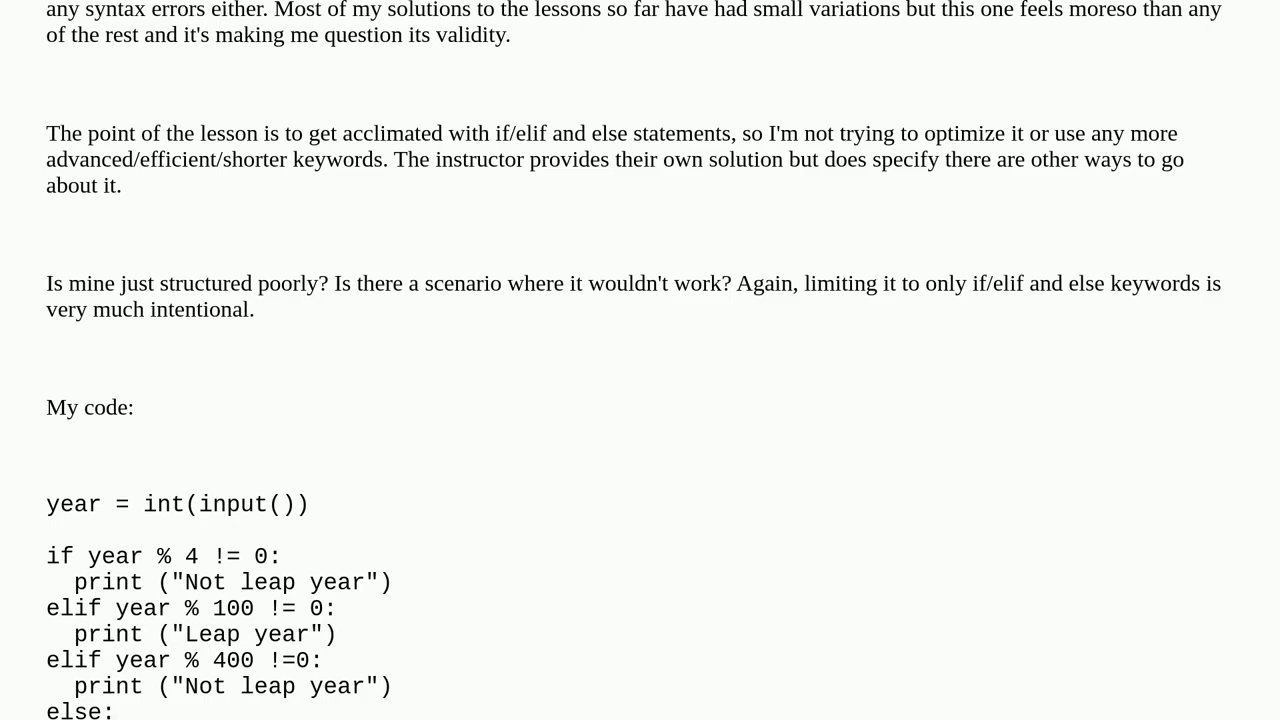 any syntax errors either. Most of my solutions to the lessons so far have had small variations but this one feels moreso than any
of the rest and it's making me question its validity.
The point of the lesson is to get acclimated with if/elif and else statements, so I'm not trying to optimize it or use any more
advanced/efficient/shorter keywords. The instructor provides their own solution but does specify there are other ways to go
about it.
Is mine just structured poorly? Is there a scenario where it wouldn't work? Again, limiting it to only if/elif and else keywords is
very much intentional.
My code:
year = int(input())
if year % 4 != 0:
  print ("Not leap year")
elif year % 100 != 0:
  print ("Leap year")
elif year % 400 !=0:
  print ("Not leap year")
else: